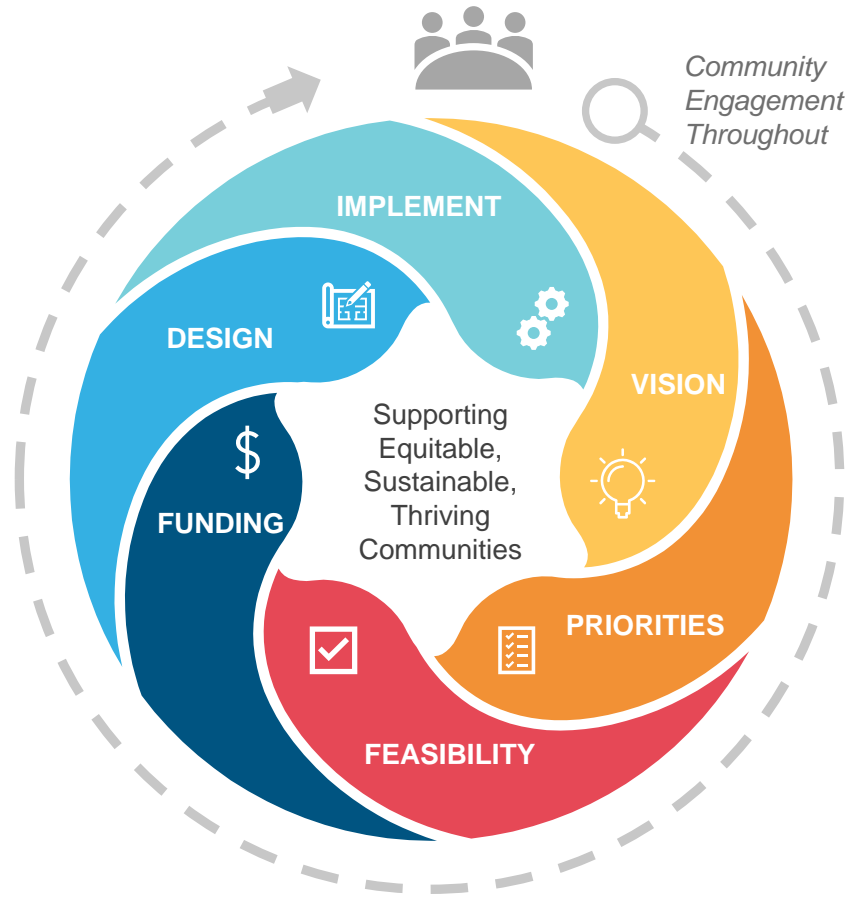 Community
Engagement
Throughout
IMPLEMENT
DESIGN
VISION
Supporting
Equitable,
Sustainable,
Thriving
Communities
$
FUNDING
PRIORITIES
FEASIBILITY